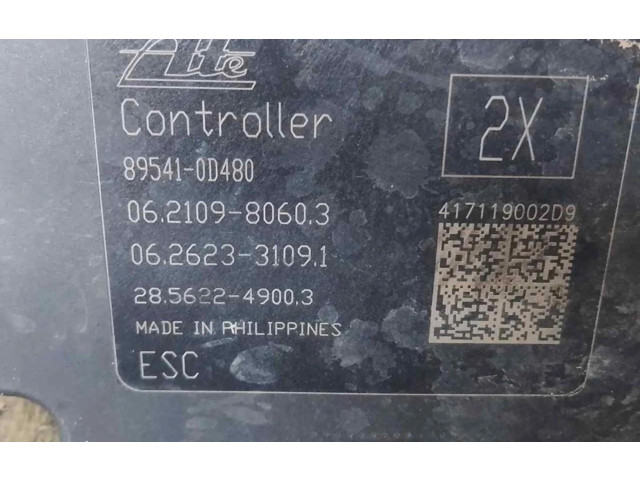 Ate
Controller
2X
89541-0D480
06.2109-8060.3
417119002D9
06.2623-3109.1
28.5622-4900.3
MADE IN PHILIPPINES
ESC